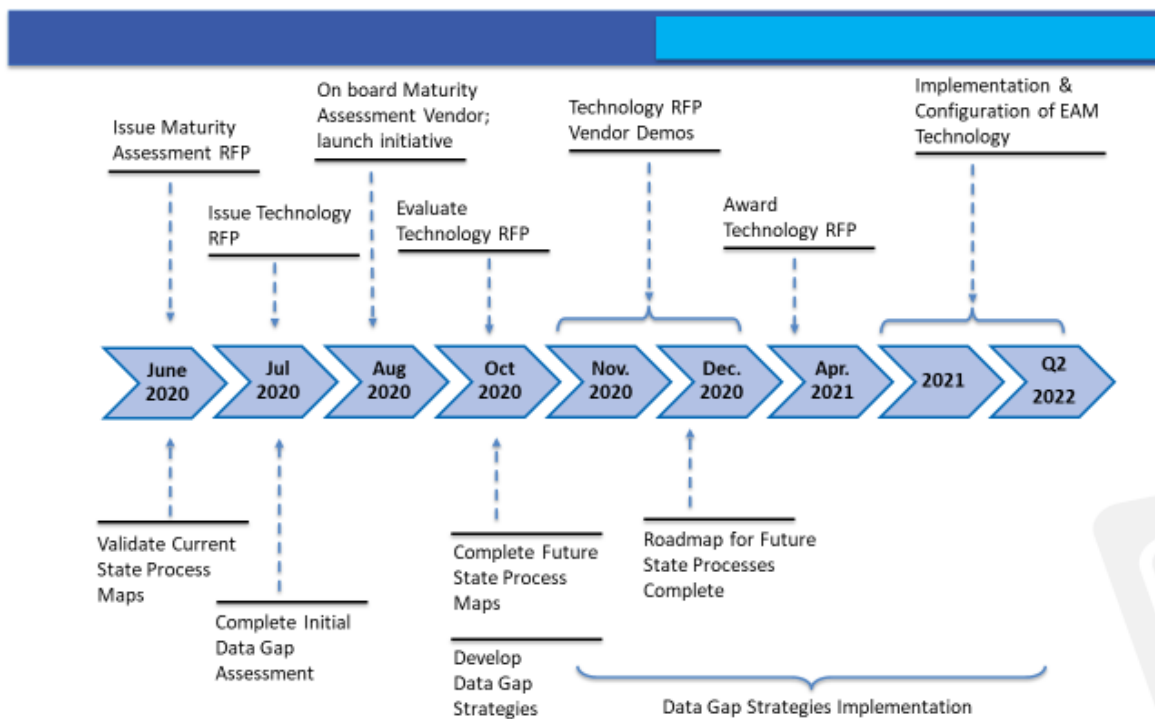 Issue Maturity
Assessment RFP
On board Maturity
Assessment Vendor;
launch initiative
Technology RFP
Vendor Demos
Implementation &
Configuration of EAM
Technology
Issue Technology
RFP
Evaluate
Technology RFP
Award
Technology RFP
June
2020
Jul
2020
Aug
2020
Oct
2020
Nov.
2020
Dec.
2020
Apr.
2021
2021
Q2
2022
Validate Current
State Process
Maps
Complete Initial
Data Gap
Assessment
Complete Future
State Process
Maps
Develop
Data Gap
Strategies
Roadmap for Future
State Processes
Complete
Data Gap Strategies Implementation